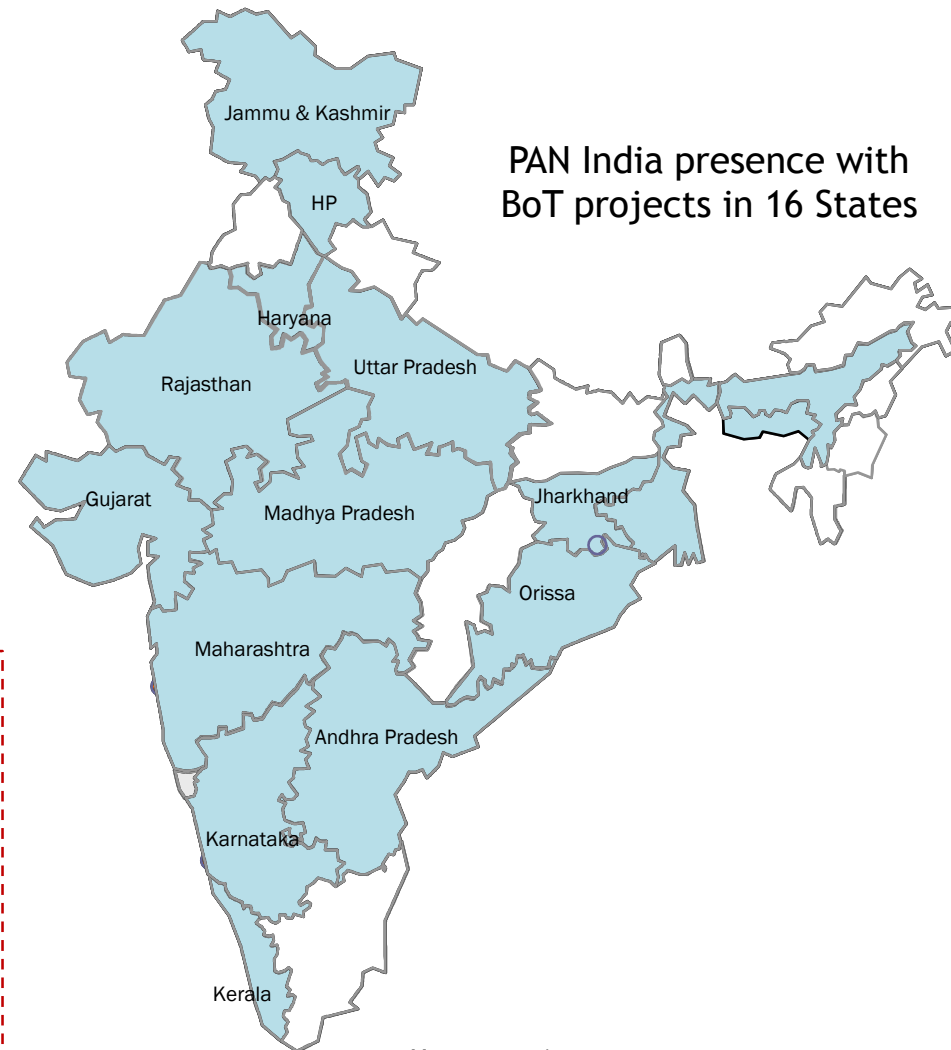 Jammu & Kashmir
PAN India presence with
BoT projects in 16 States
HP
Haryana
Uttar Pradesh
Rajasthan
Gujarat
Jharkhand
Madhya Pradesh
Orissa
Maharashtra
Andhra Pradesh
Karnataka
Kerala